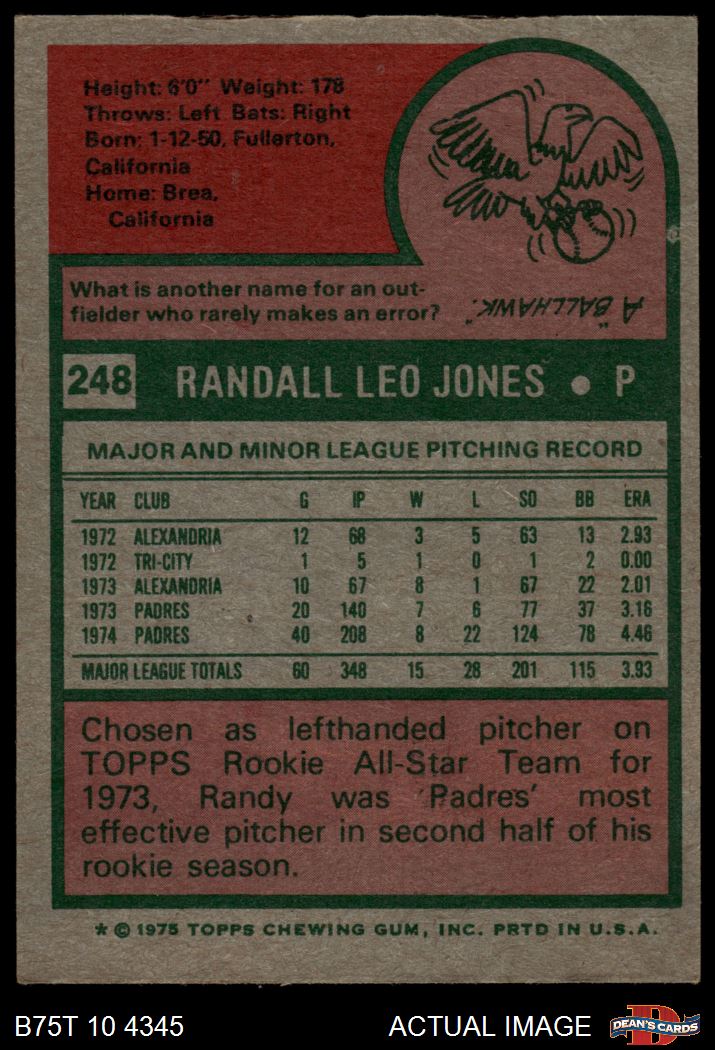 Height: 6'0" Weight: 178
Throws: Left Bats: Right
Born: 1-12-50, Fullerton,
California
Home: Brea,
California
What is another name for an out-
fielder who rarely makes an error?
A "BALLHAWK."
248 RANDALL LEO JONES • P
MAJOR AND MINOR LEAGUE PITCHING RECORD
YEAR CLUB G IP W L SO BB ERA
1972 ALEXANDRIA 12 68 3 5 63 13 2.93
1972 TRI-CITY 1 5 1 0 1 2 0.00
1973 ALEXANDRIA 10 67 8 1 67 22 2.01
1973 PADRES 20 140 7 6 77 37 3.16
1974 PADRES 40 208 8 22 124 78 4.46
MAJOR LEAGUE TOTALS 60 348 15 28 201 115 3.93
Chosen as lefthanded pitcher on
TOPPS Rookie All-Star Team for
1973, Randy was 'Padres' most
effective pitcher in second half of his
rookie season.
* © 1975 TOPPS CHEWING GUM, INC. PRTD IN U.S.A.
B75T 10 4345 ACTUAL IMAGE D DEAN'S CARDS